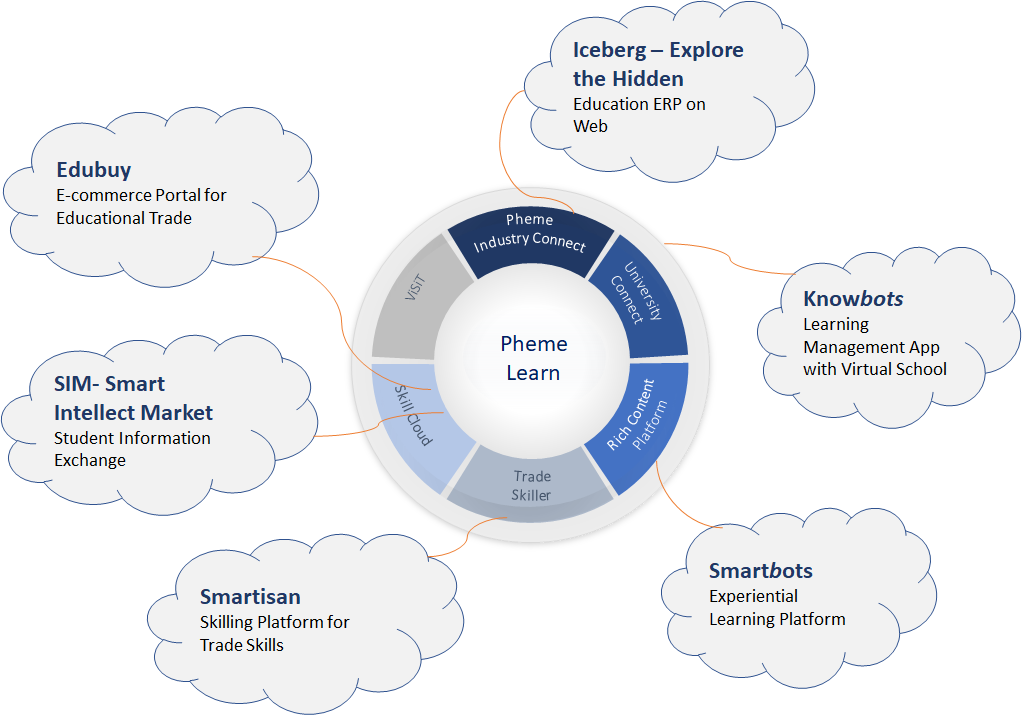 Iceberg – Explore
the Hidden
Education ERP on
Web
Edubuy
E-commerce Portal for
Educational Trade
Pheme
Industry Connect
University
Connect
ViSiT
Knowbots
Learning
Management App
with Virtual School
Pheme
Learn
SIM- Smart
Intellect Market
Student Information
Exchange
Skill Cloud
Rich Content
Platform
Trade
Skiller
Smartisan
Skilling Platform for
Trade Skills
Smartbots
Experiential
Learning Platform